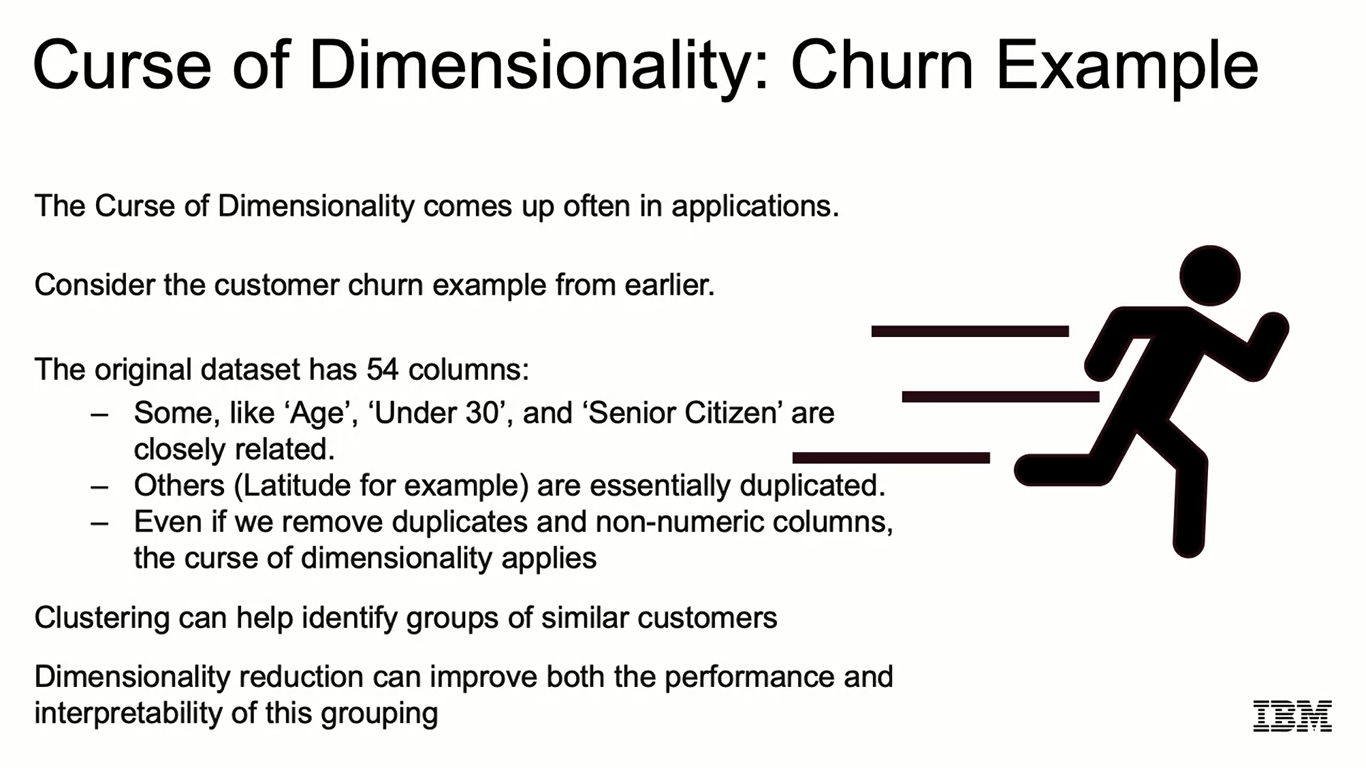 Curse of Dimensionality: Churn Example
The Curse of Dimensionality comes up often in applications.
Consider the customer churn example from earlier.
The original dataset has 54 columns:
– Some, like ‘Age’, ‘Under 30’, and ‘Senior Citizen’ are
closely related.
– Others (Latitude for example) are essentially duplicated.
– Even if we remove duplicates and non-numeric columns,
the curse of dimensionality applies
Clustering can help identify groups of similar customers
Dimensionality reduction can improve both the performance and
interpretability of this grouping
IBM